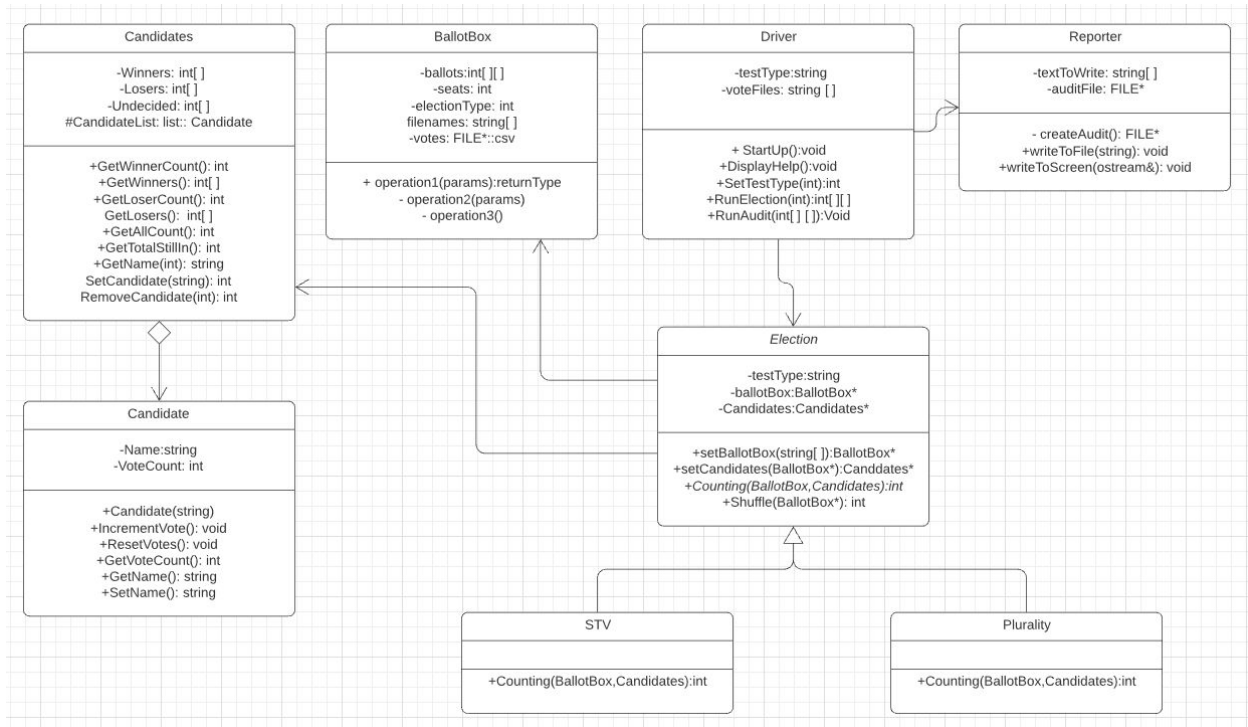 Candidates
-Winners: int[ ]
-Losers: int[ ]
-Undecided: int[ ]
#CandidateList: list:: Candidate
+GetWinnerCount(): int
+GetWinners(): int[ ]
+GetLoserCount(): int
GetLosers(): int[ ]
+GetAllCount(): int
+GetTotalStillIn(): int
+GetName(int): string
SetCandidate(string): int
RemoveCandidate(int): int
BallotBox
-ballots:int[ ][ ]
-seats: int
-electionType: int
filenames: string[ ]
-votes: FILE*::csv
+ operation1(params):returnType
- operation2(params)
- operation3()
Driver
-testType:string
-voteFiles: string [ ]
+ StartUp():void
+DisplayHelp():void
+SetTestType(int):int
+RunElection(int):int[ ][ ]
+RunAudit(int[ ] [ ]):Void
Reporter
-textToWrite: string[ ]
-auditFile: FILE*
- createAudit(): FILE*
+writeToFile(string): void
+writeToScreen(ostream&): void
Candidate
-Name:string
-VoteCount: int
+Candidate(string)
+IncrementVote(): void
+ResetVotes(): void
+GetVoteCount(): int
+GetName(): string
+SetName(): string
Election
-testType:string
-ballotBox:BallotBox*
-Candidates:Candidates*
+setBallotBox(string[ ]):BallotBox*
+setCandidates(BallotBox*):Canddates*
+Counting(BallotBox,Candidates):int
+Shuffle(BallotBox*): int
STV
+Counting(BallotBox,Candidates):int
Plurality
+Counting(BallotBox,Candidates):int